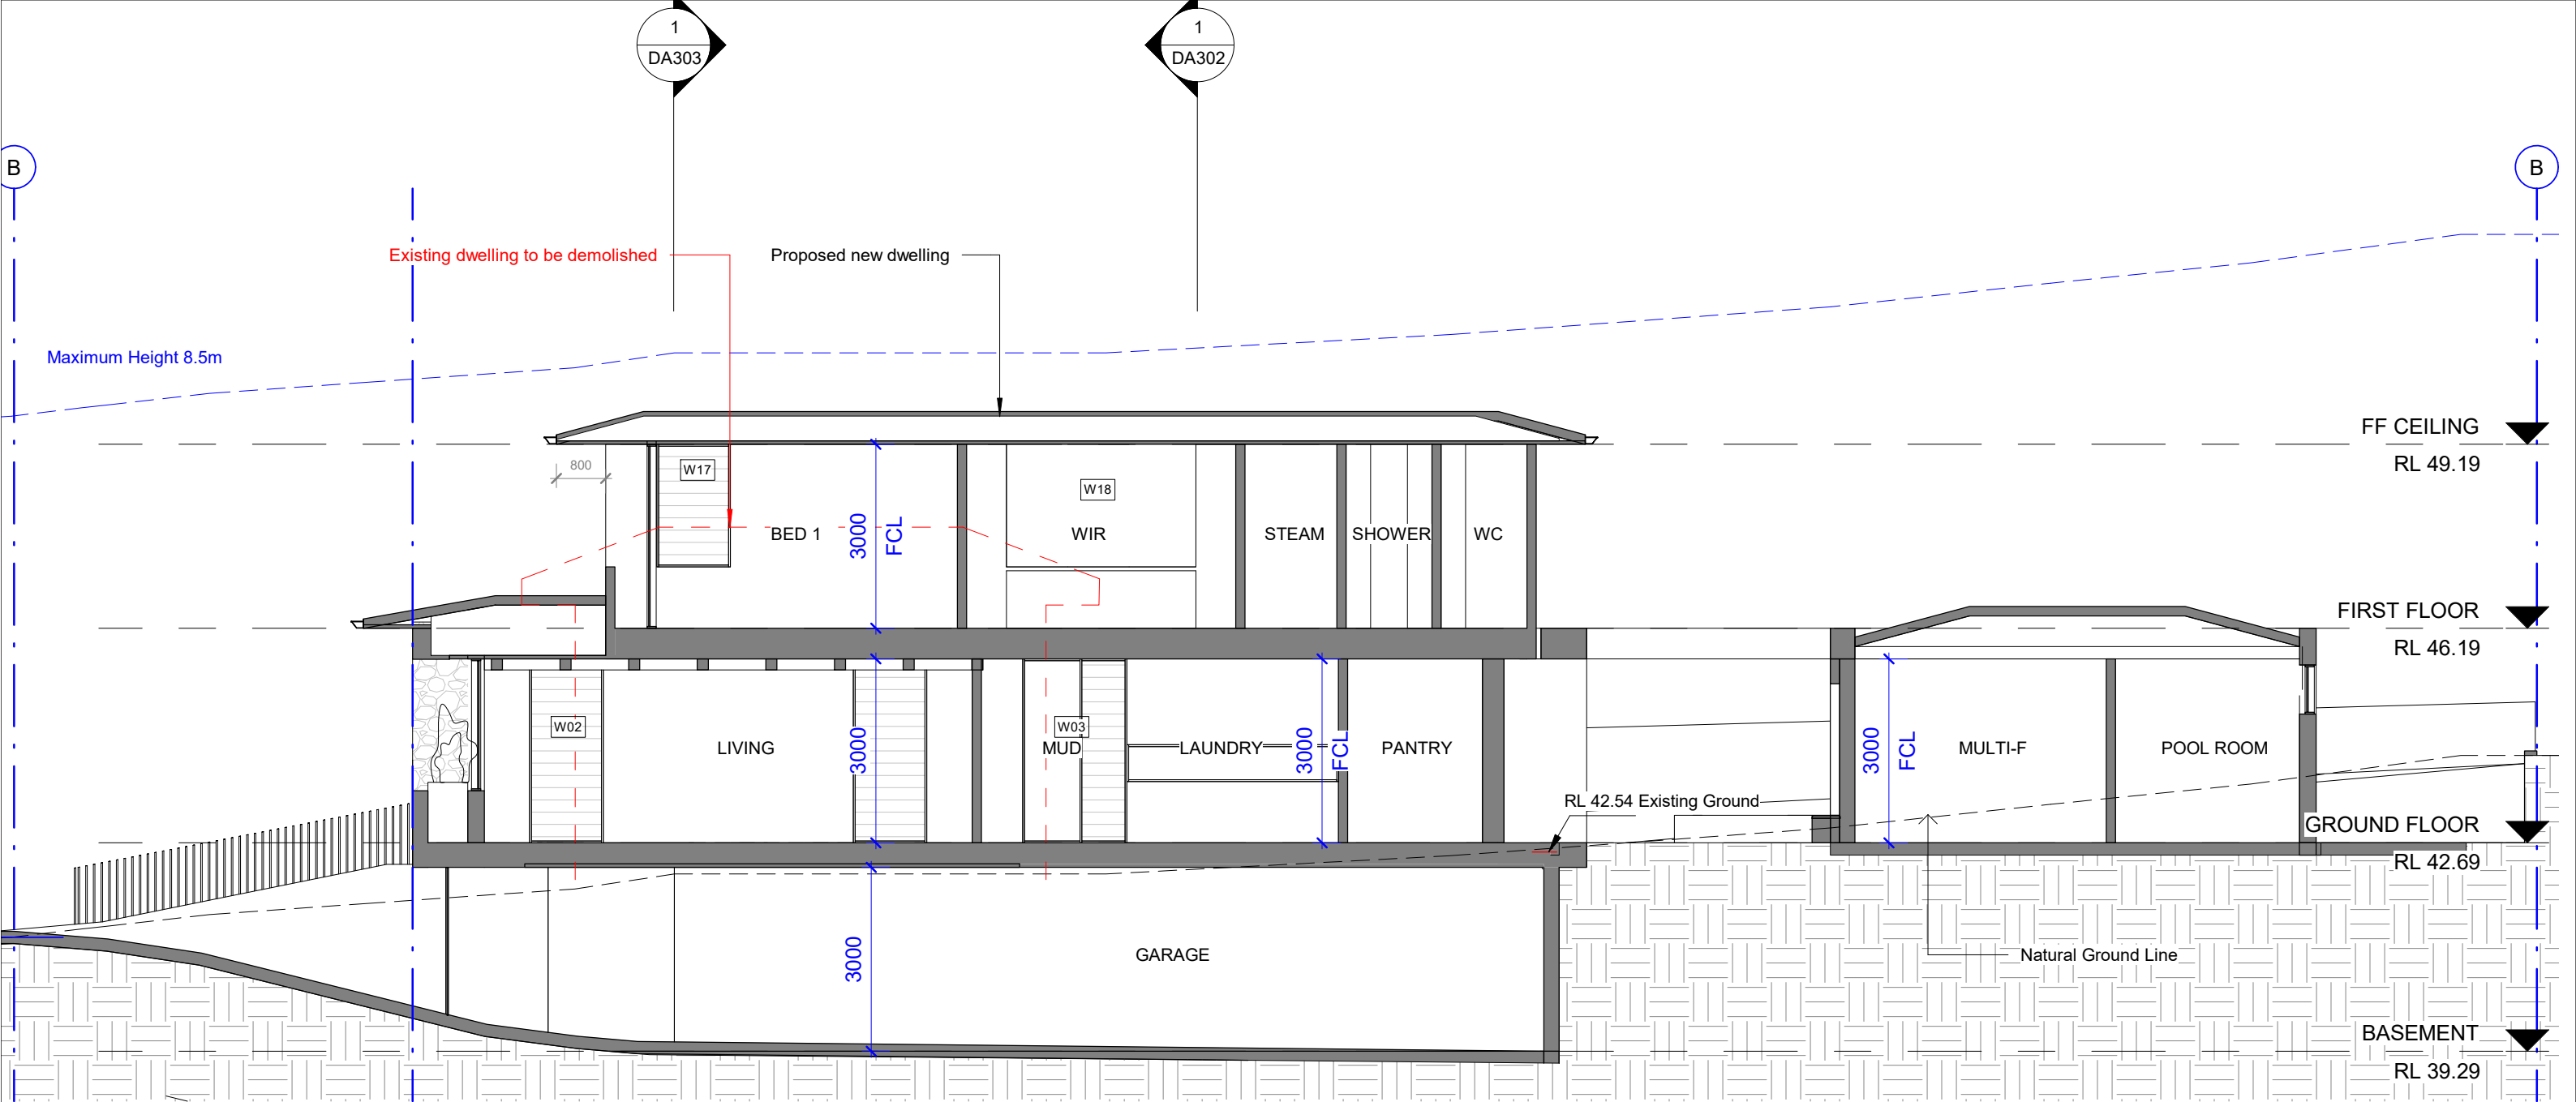 1
DA303
1
DA302
B
B
Existing dwelling to be demolished
Proposed new dwelling
Maximum Height 8.5m
FF CEILING
RL 49.19
800
W17
W18
BED 1
3000
FCL
WIR
STEAM
SHOWER
WC
FIRST FLOOR
RL 46.19
W02
LIVING
3000
MUD
W03
LAUNDRY
3000
FCL
PANTRY
3000
FCL
MULTI-F
POOL ROOM
RL 42.54 Existing Ground
GROUND FLOOR
RL 42.69
3000
GARAGE
Natural Ground Line
BASEMENT
RL 39.29